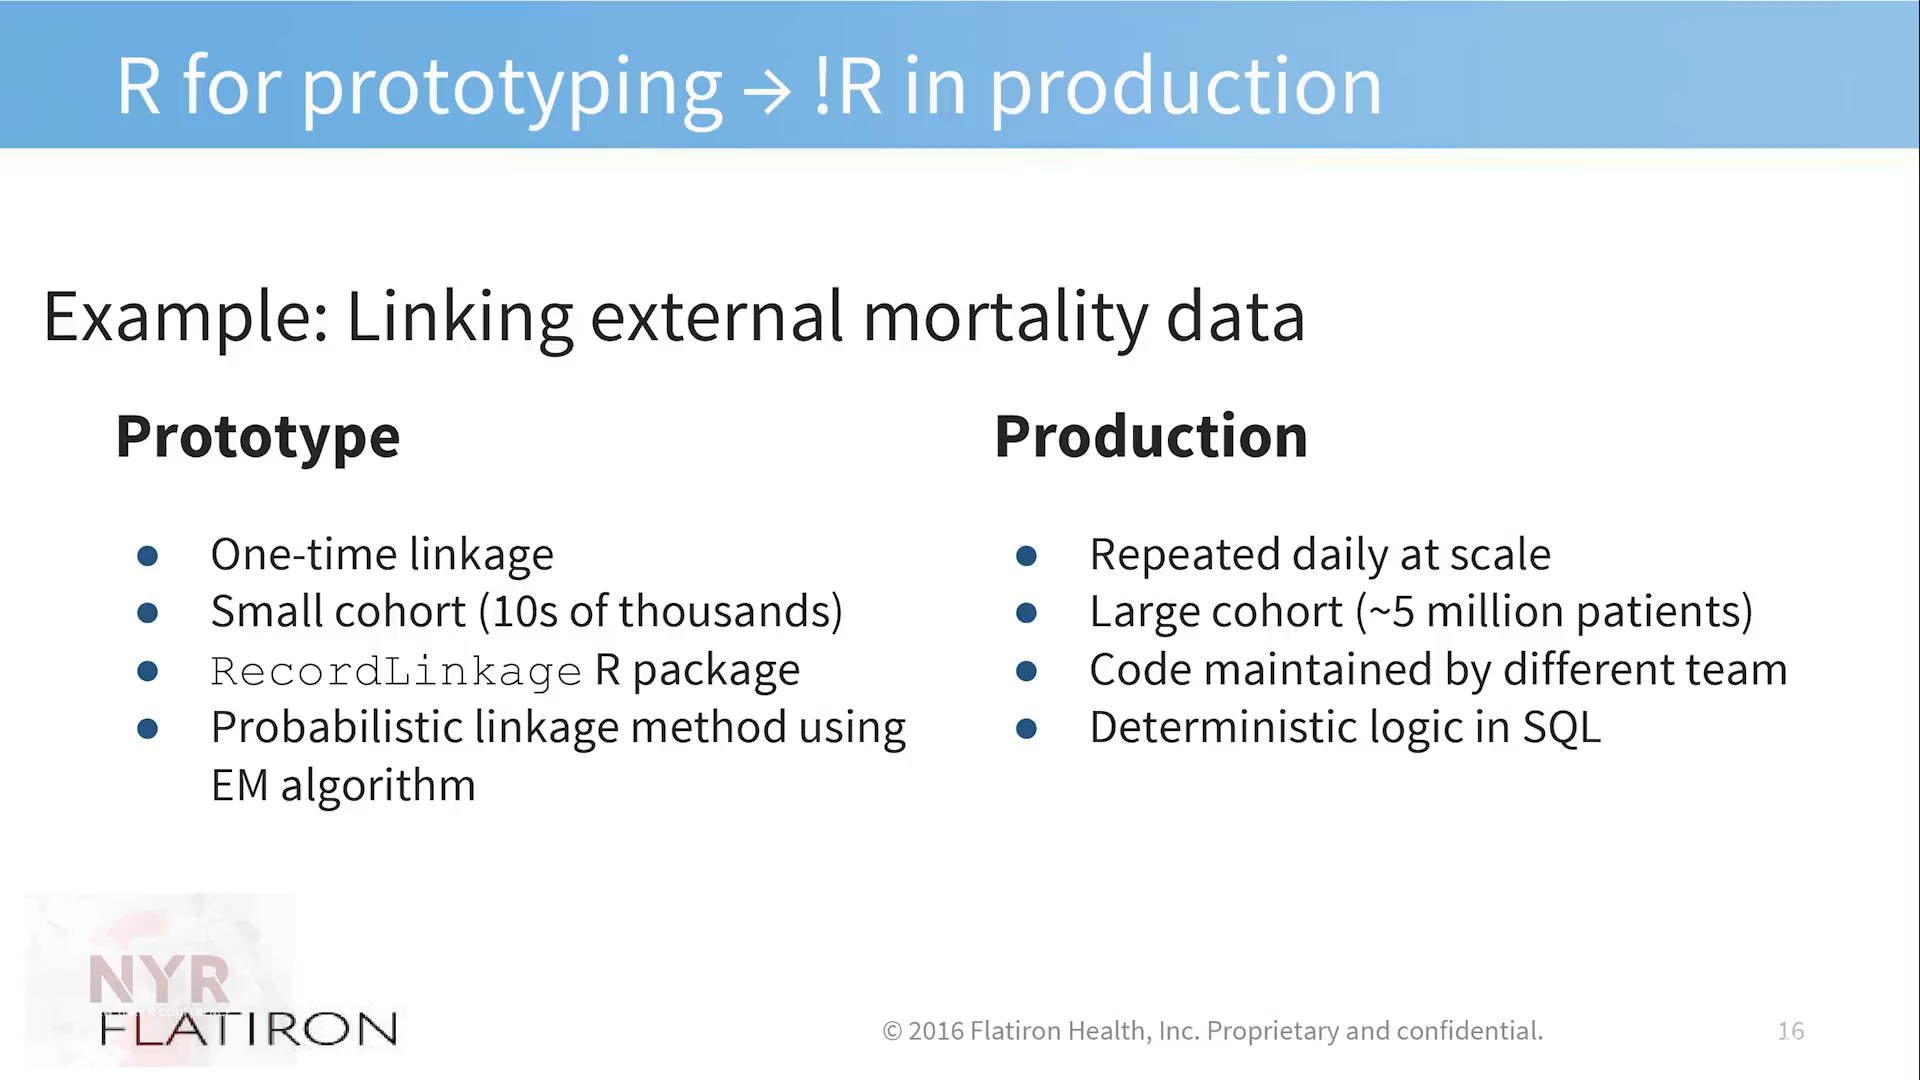 R for prototyping → !R in production
Example: Linking external mortality data
Prototype
● One-time linkage
● Small cohort (10s of thousands)
● RecordLinkage R package
● Probabilistic linkage method using
EM algorithm
Production
● Repeated daily at scale
● Large cohort (~5 million patients)
● Code maintained by different team
● Deterministic logic in SQL
NYR
FLATIRON
© 2016 Flatiron Health, Inc. Proprietary and confidential.
16